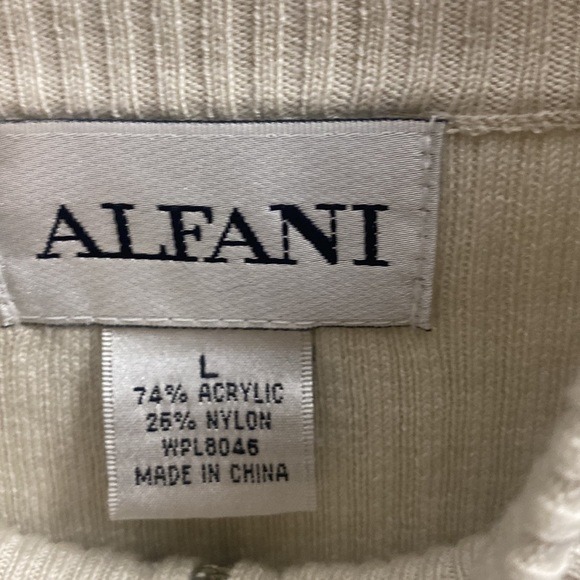 ALFANI
L
74% ACRYLIC
26% NYLON
WPL8046
MADE IN CHINA